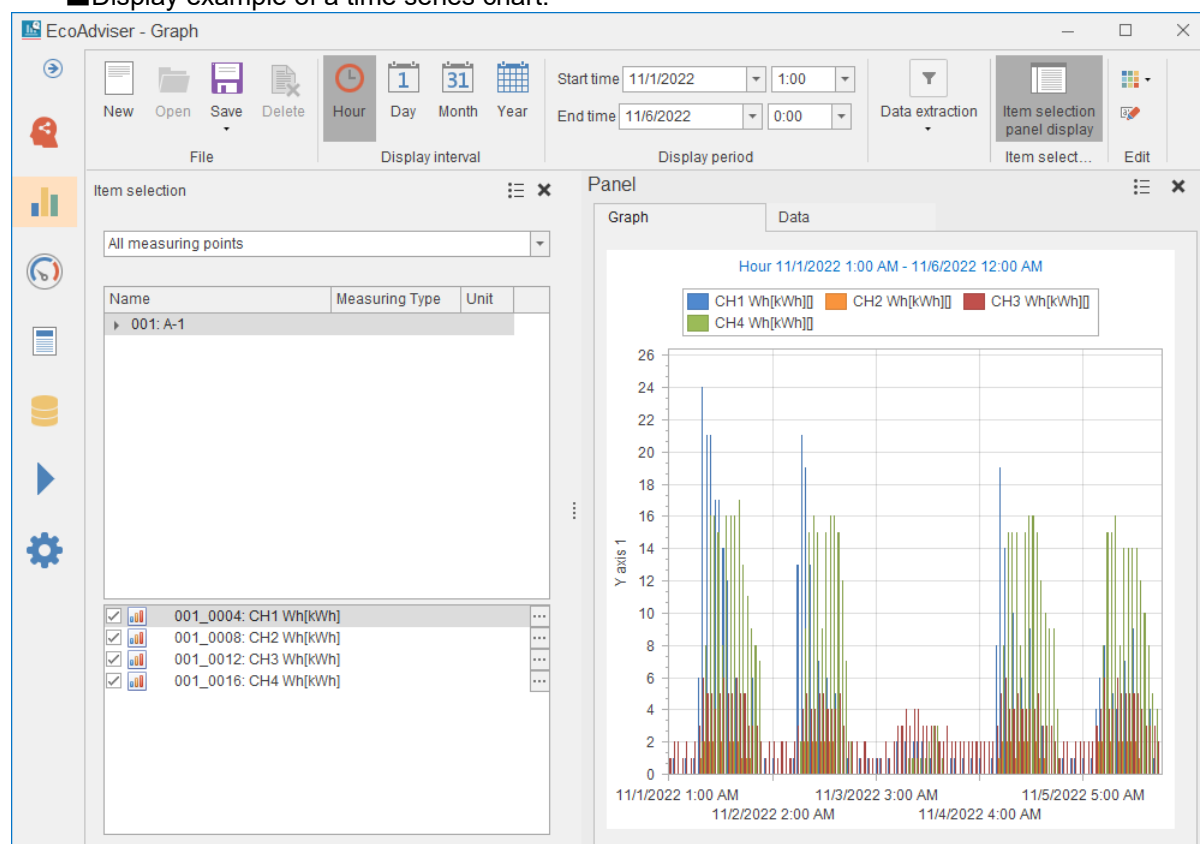 ■Display example of a time series chart.
EcoAdviser - Graph
New
Open
Save
Delete
File
Hour
Day
Month
Year
1
31
Display interval
Start time 11/1/2022 1:00
End time 11/6/2022 0:00
Display period
Data extraction
Item selection
panel display
Item select...
Edit
Item selection
All measuring points
Name Measuring Type Unit
001: A-1
001_0004: CH1 Wh[kWh]
001_0008: CH2 Wh[kWh]
001_0012: CH3 Wh[kWh]
001_0016: CH4 Wh[kWh]
Panel
Graph Data
Hour 11/1/2022 1:00 AM - 11/6/2022 12:00 AM
CH1 Wh[kWh][] CH2 Wh[kWh][] CH3 Wh[kWh][]
CH4 Wh[kWh][]
Y axis 1
26
24
22
20
18
16
14
12
10
8
6
4
2
0
11/1/2022 1:00 AM 11/3/2022 3:00 AM 11/5/2022 5:00 AM
11/2/2022 2:00 AM 11/4/2022 4:00 AM